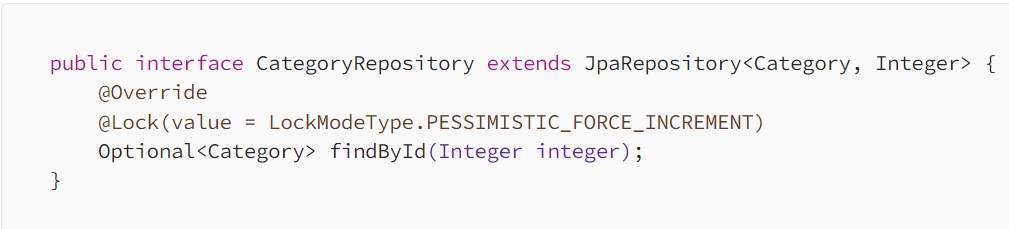 public interface CategoryRepository extends JpaRepository<Category, Integer> {
    @Override
    @Lock(value = LockModeType.PESSIMISTIC_FORCE_INCREMENT)
    Optional<Category> findById(Integer integer);
}